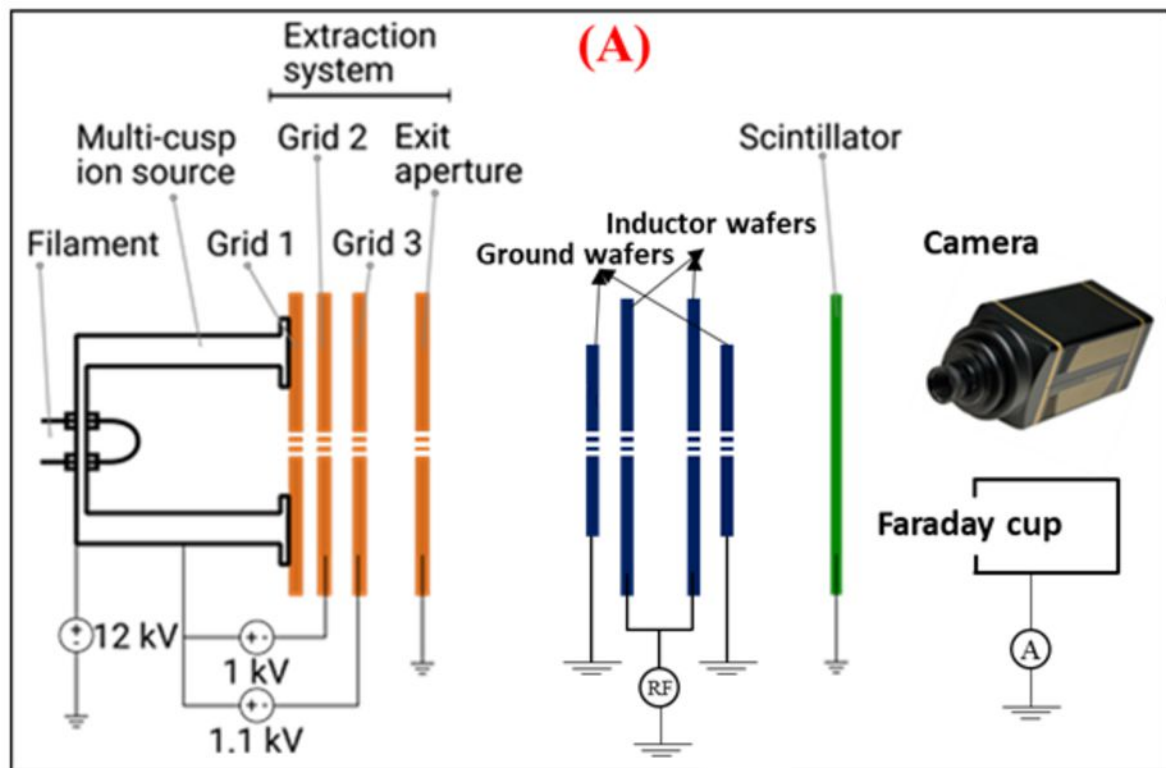 (A)
Extraction
system
Multi-cusp
ion source
Grid 2
Exit
aperture
Scintillator
Filament
Grid 1
Grid 3
Inductor wafers
Ground wafers
Camera
Faraday cup
12 kV
1 kV
1.1 kV
RF
A